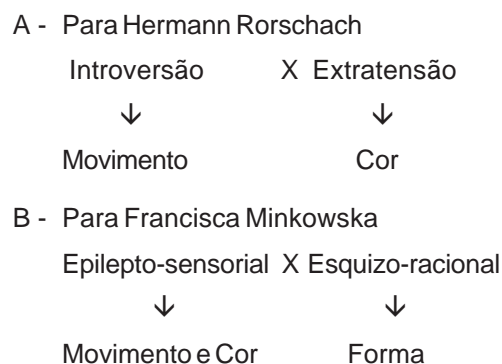 A - Para Hermann Rorschach
Introversão X Extratensão
↓ ↓
Movimento Cor
B - Para Francisca Minkowska
Epilepto-sensorial X Esquizo-racional
↓ ↓
Movimento e Cor Forma